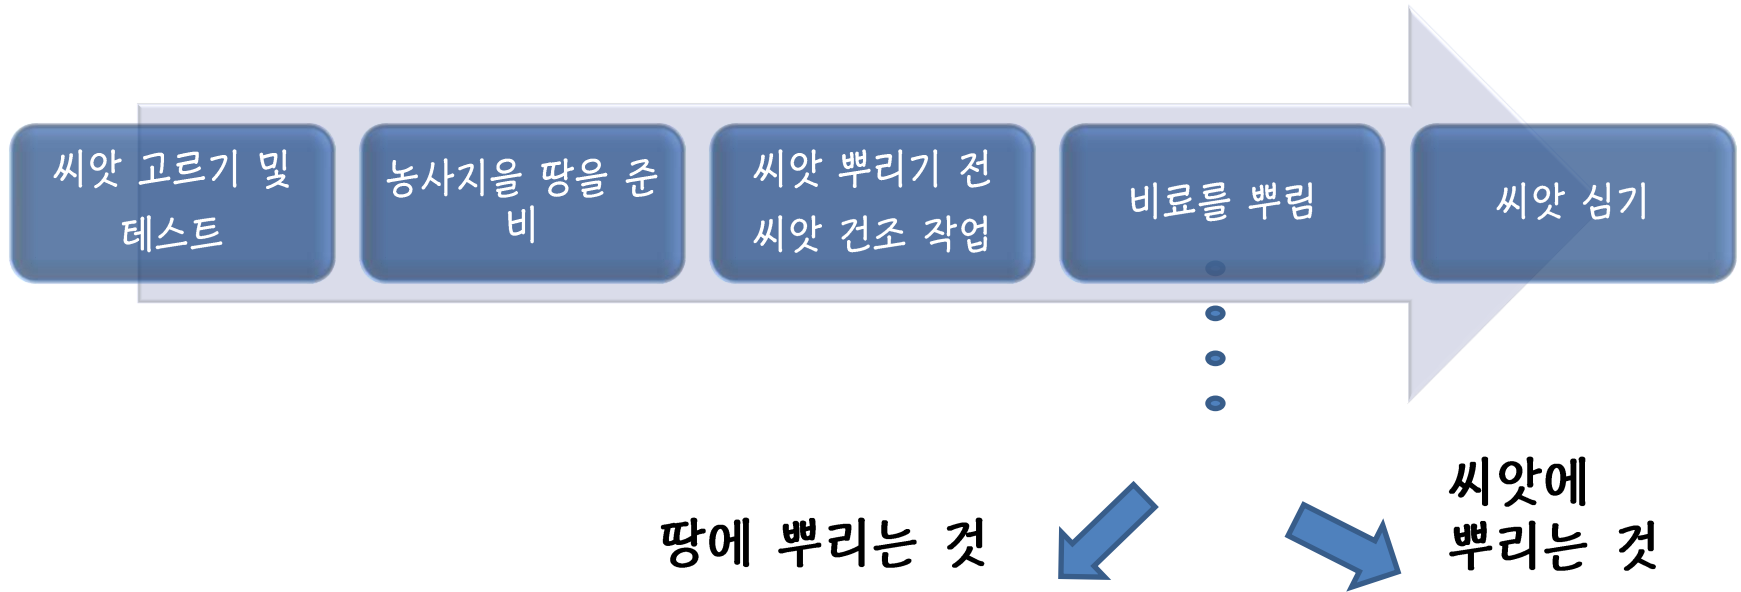 씨앗 고르기 및
테스트
농사지을 땅을 준
비
씨앗 뿌리기 전
씨앗 건조 작업
비료를 뿌림
씨앗 심기
땅에 뿌리는 것
씨앗에
뿌리는 것